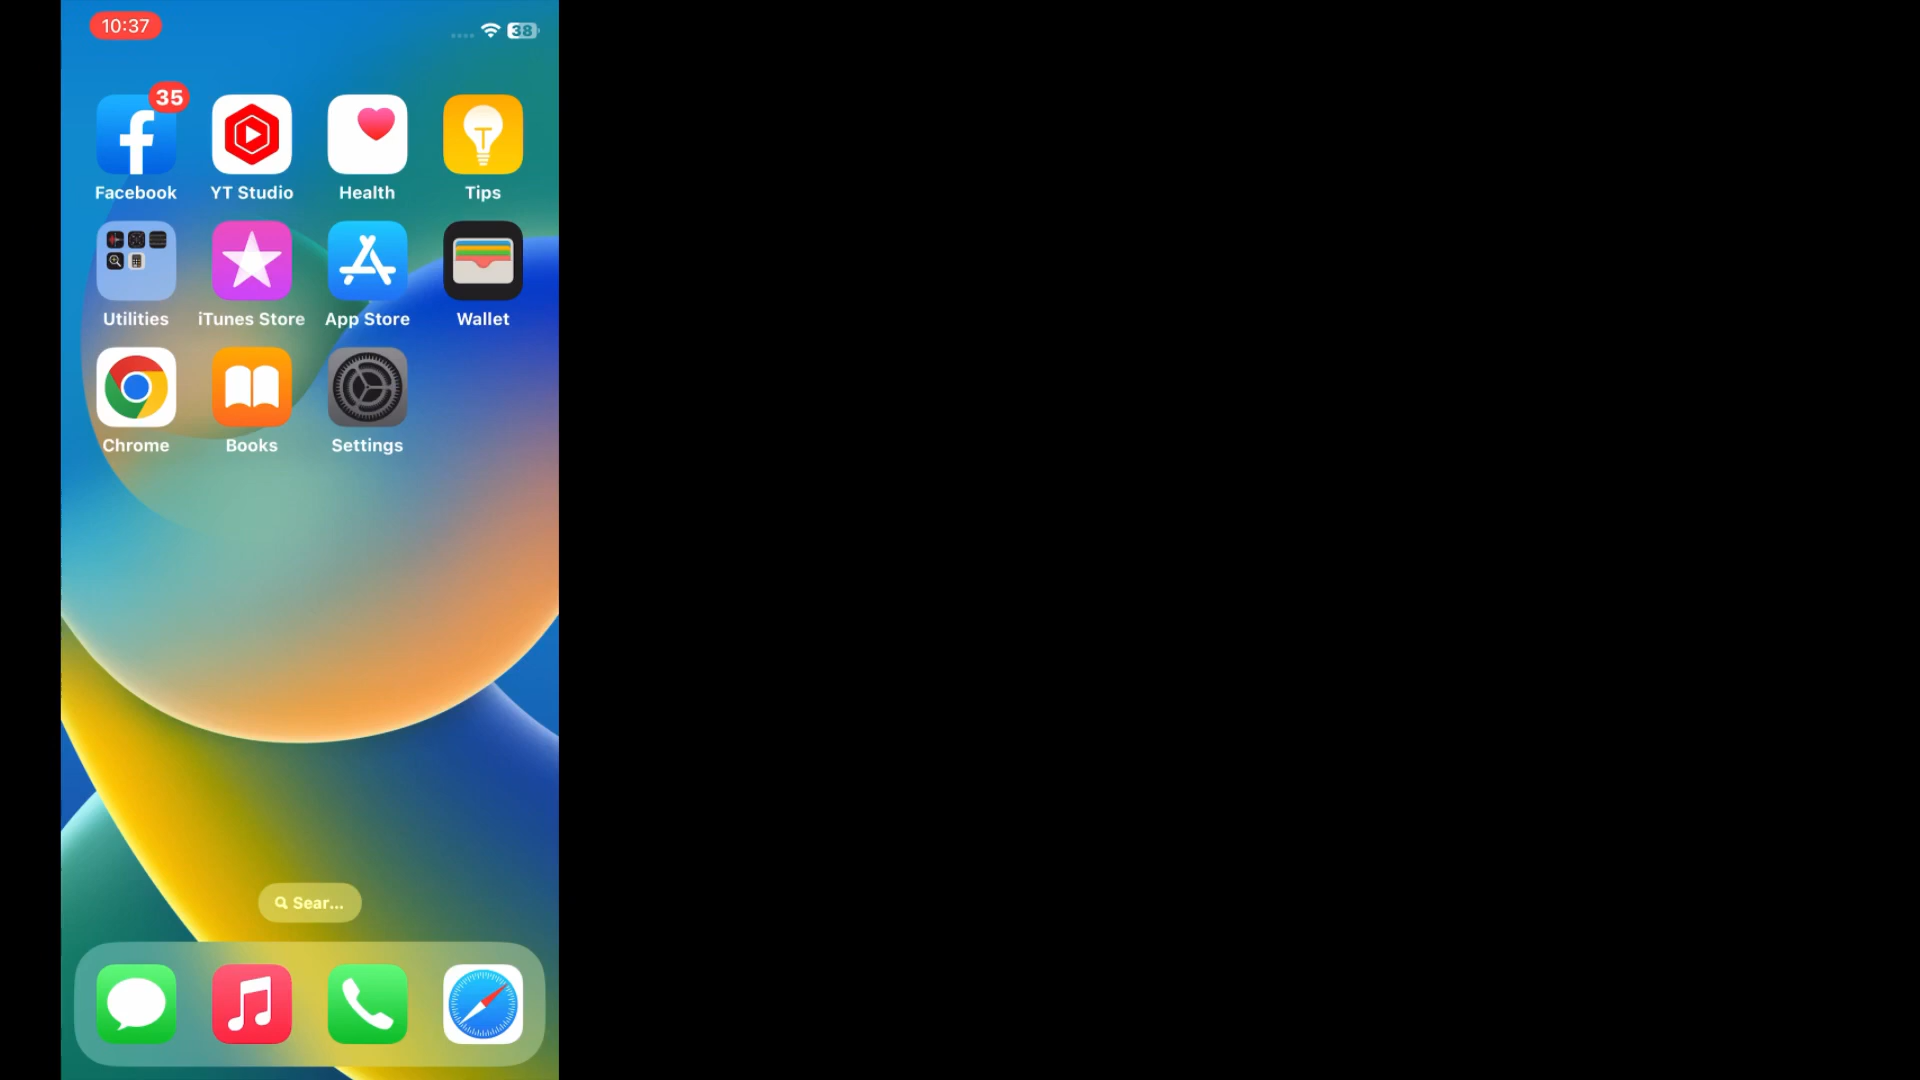 10:37
38
35
Facebook YT Studio Health Tips
Utilities iTunes Store App Store Wallet
Chrome Books Settings
Sear...